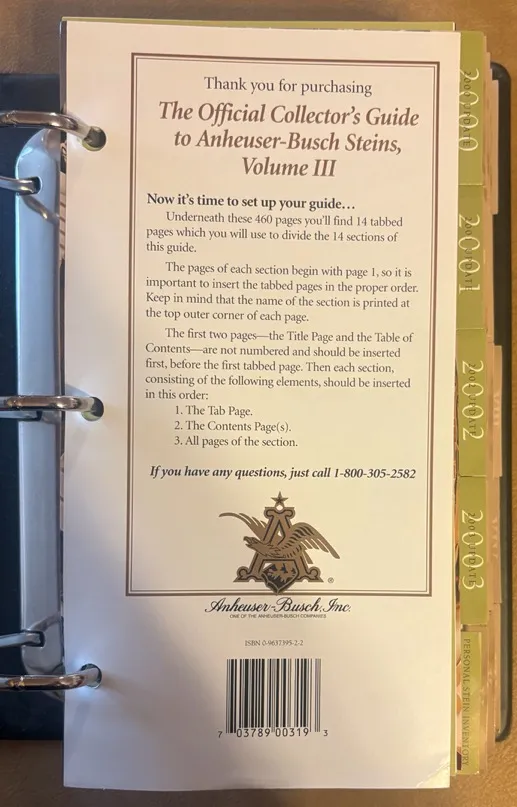 Thank you for purchasing
The Official Collector's Guide
to Anheuser-Busch Steins,
Volume III
Now it's time to set up your guide…
Underneath these 460 pages you'll find 14 tabbed
pages which you will use to divide the 14 sections of
this guide.
The pages of each section begin with page 1, so it is
important to insert the tabbed pages in the proper order.
Keep in mind that the name of the section is printed at
the top outer corner of each page.
The first two pages—the Title Page and the Table of
Contents—are not numbered and should be inserted
first, before the first tabbed page. Then each section,
consisting of the following elements, should be inserted
in this order:
1. The Tab Page.
2. The Contents Page(s).
3. All pages of the section.
If you have any questions, just call 1-800-305-2582
A
®
Anheuser-Busch, Inc.
ONE OF THE ANHEUSER-BUSCH COMPANIES
ISBN 0-9637395-2-2
7 03789 00319 3
2000
2000 UPDATE
2001
2001 UPDATE
2002
2002 UPDATE
2003
2003 UPDATE
PERSONAL STEIN INVENTORY